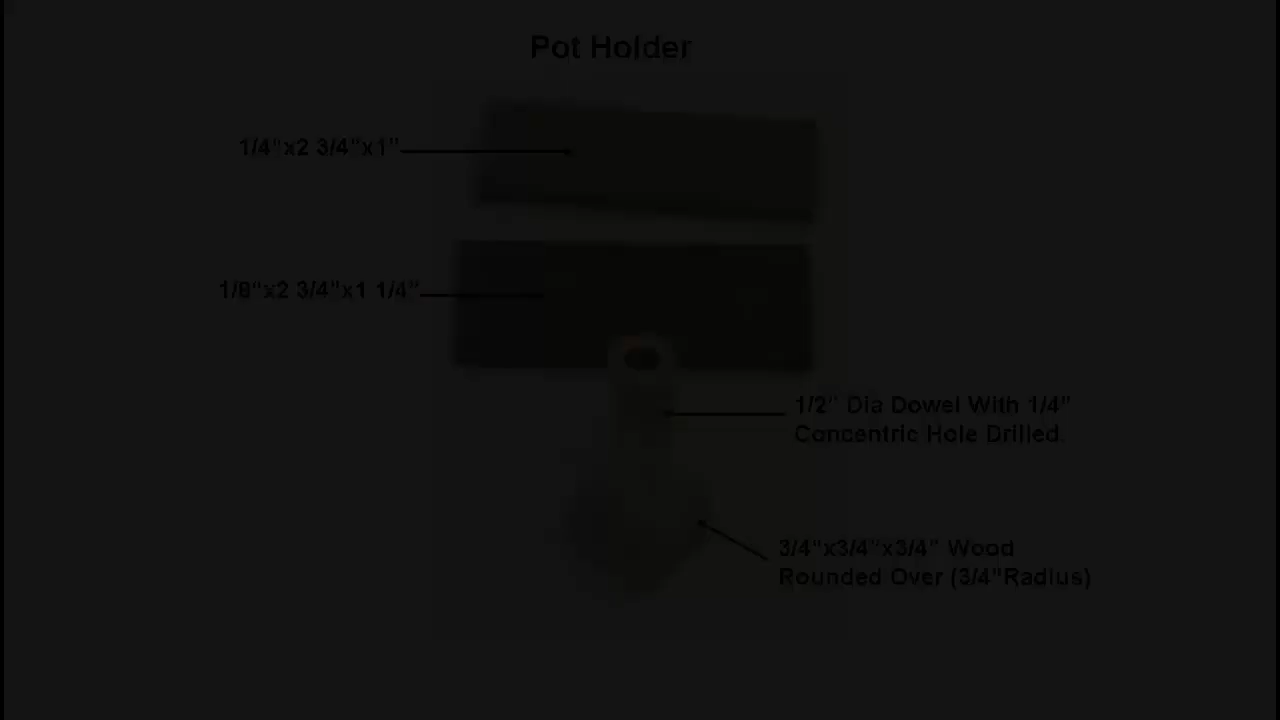 Pot Holder
1/4"x2 3/4"x1"
1/8"x2 3/4"x1 1/4"
1/2" Dia Dowel With 1/4"
Concentric Hole Drilled
3/4"x3/4"x3/4" Wood
Rounded Over (3/4"Radius)